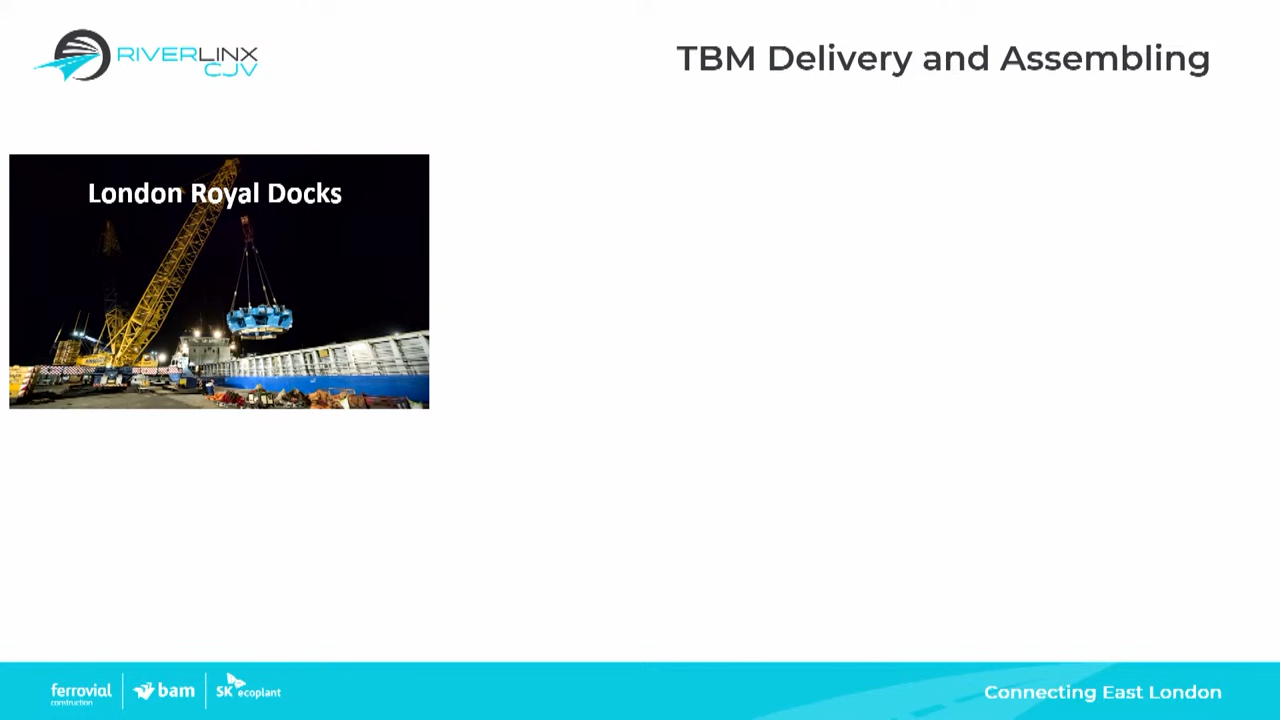 RIVERLINX
CJV
TBM Delivery and Assembling
London Royal Docks
ferrovial
construction
bam
SK ecoplant
Connecting East London